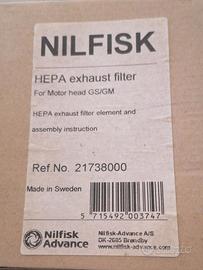 NILFISK
HEPA exhaust filter
For Motor head GS/GM
HEPA exhaust filter element and
assembly instruction
Ref.No. 21738000
Made in Sweden
5 715492 003747
Nilfisk
Advance
Nilfisk-Advance A/S
DK-2605 Brøndby
www.nilfisk-advance.com